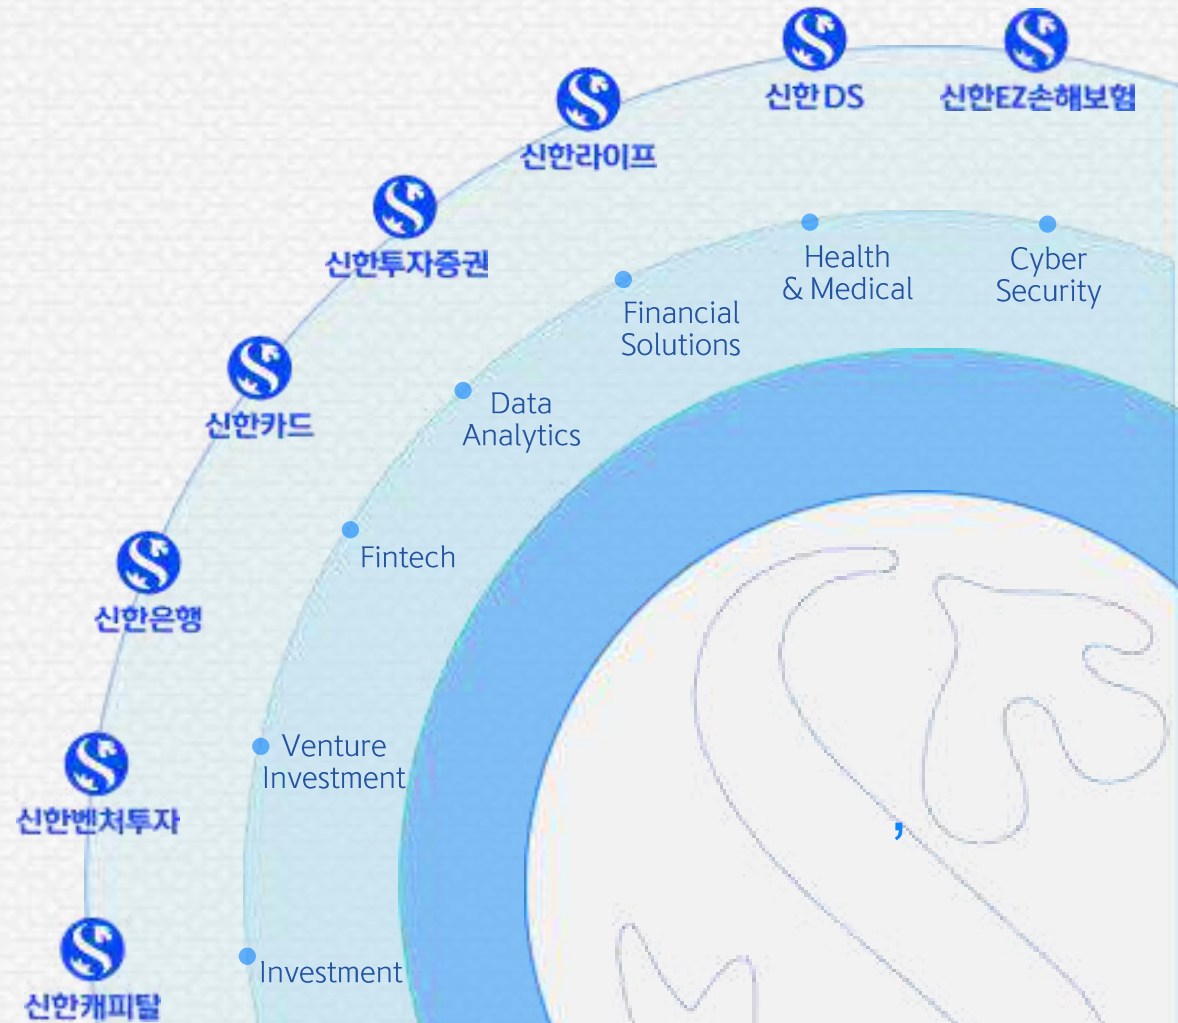 신한DS
신한EZ손해보험
신한라이프
신한투자증권
신한카드
신한은행
신한벤처투자
신한캐피탈
Health
& Medical
Cyber
Security
Financial
Solutions
Data
Analytics
Fintech
Venture
Investment
Investment
,